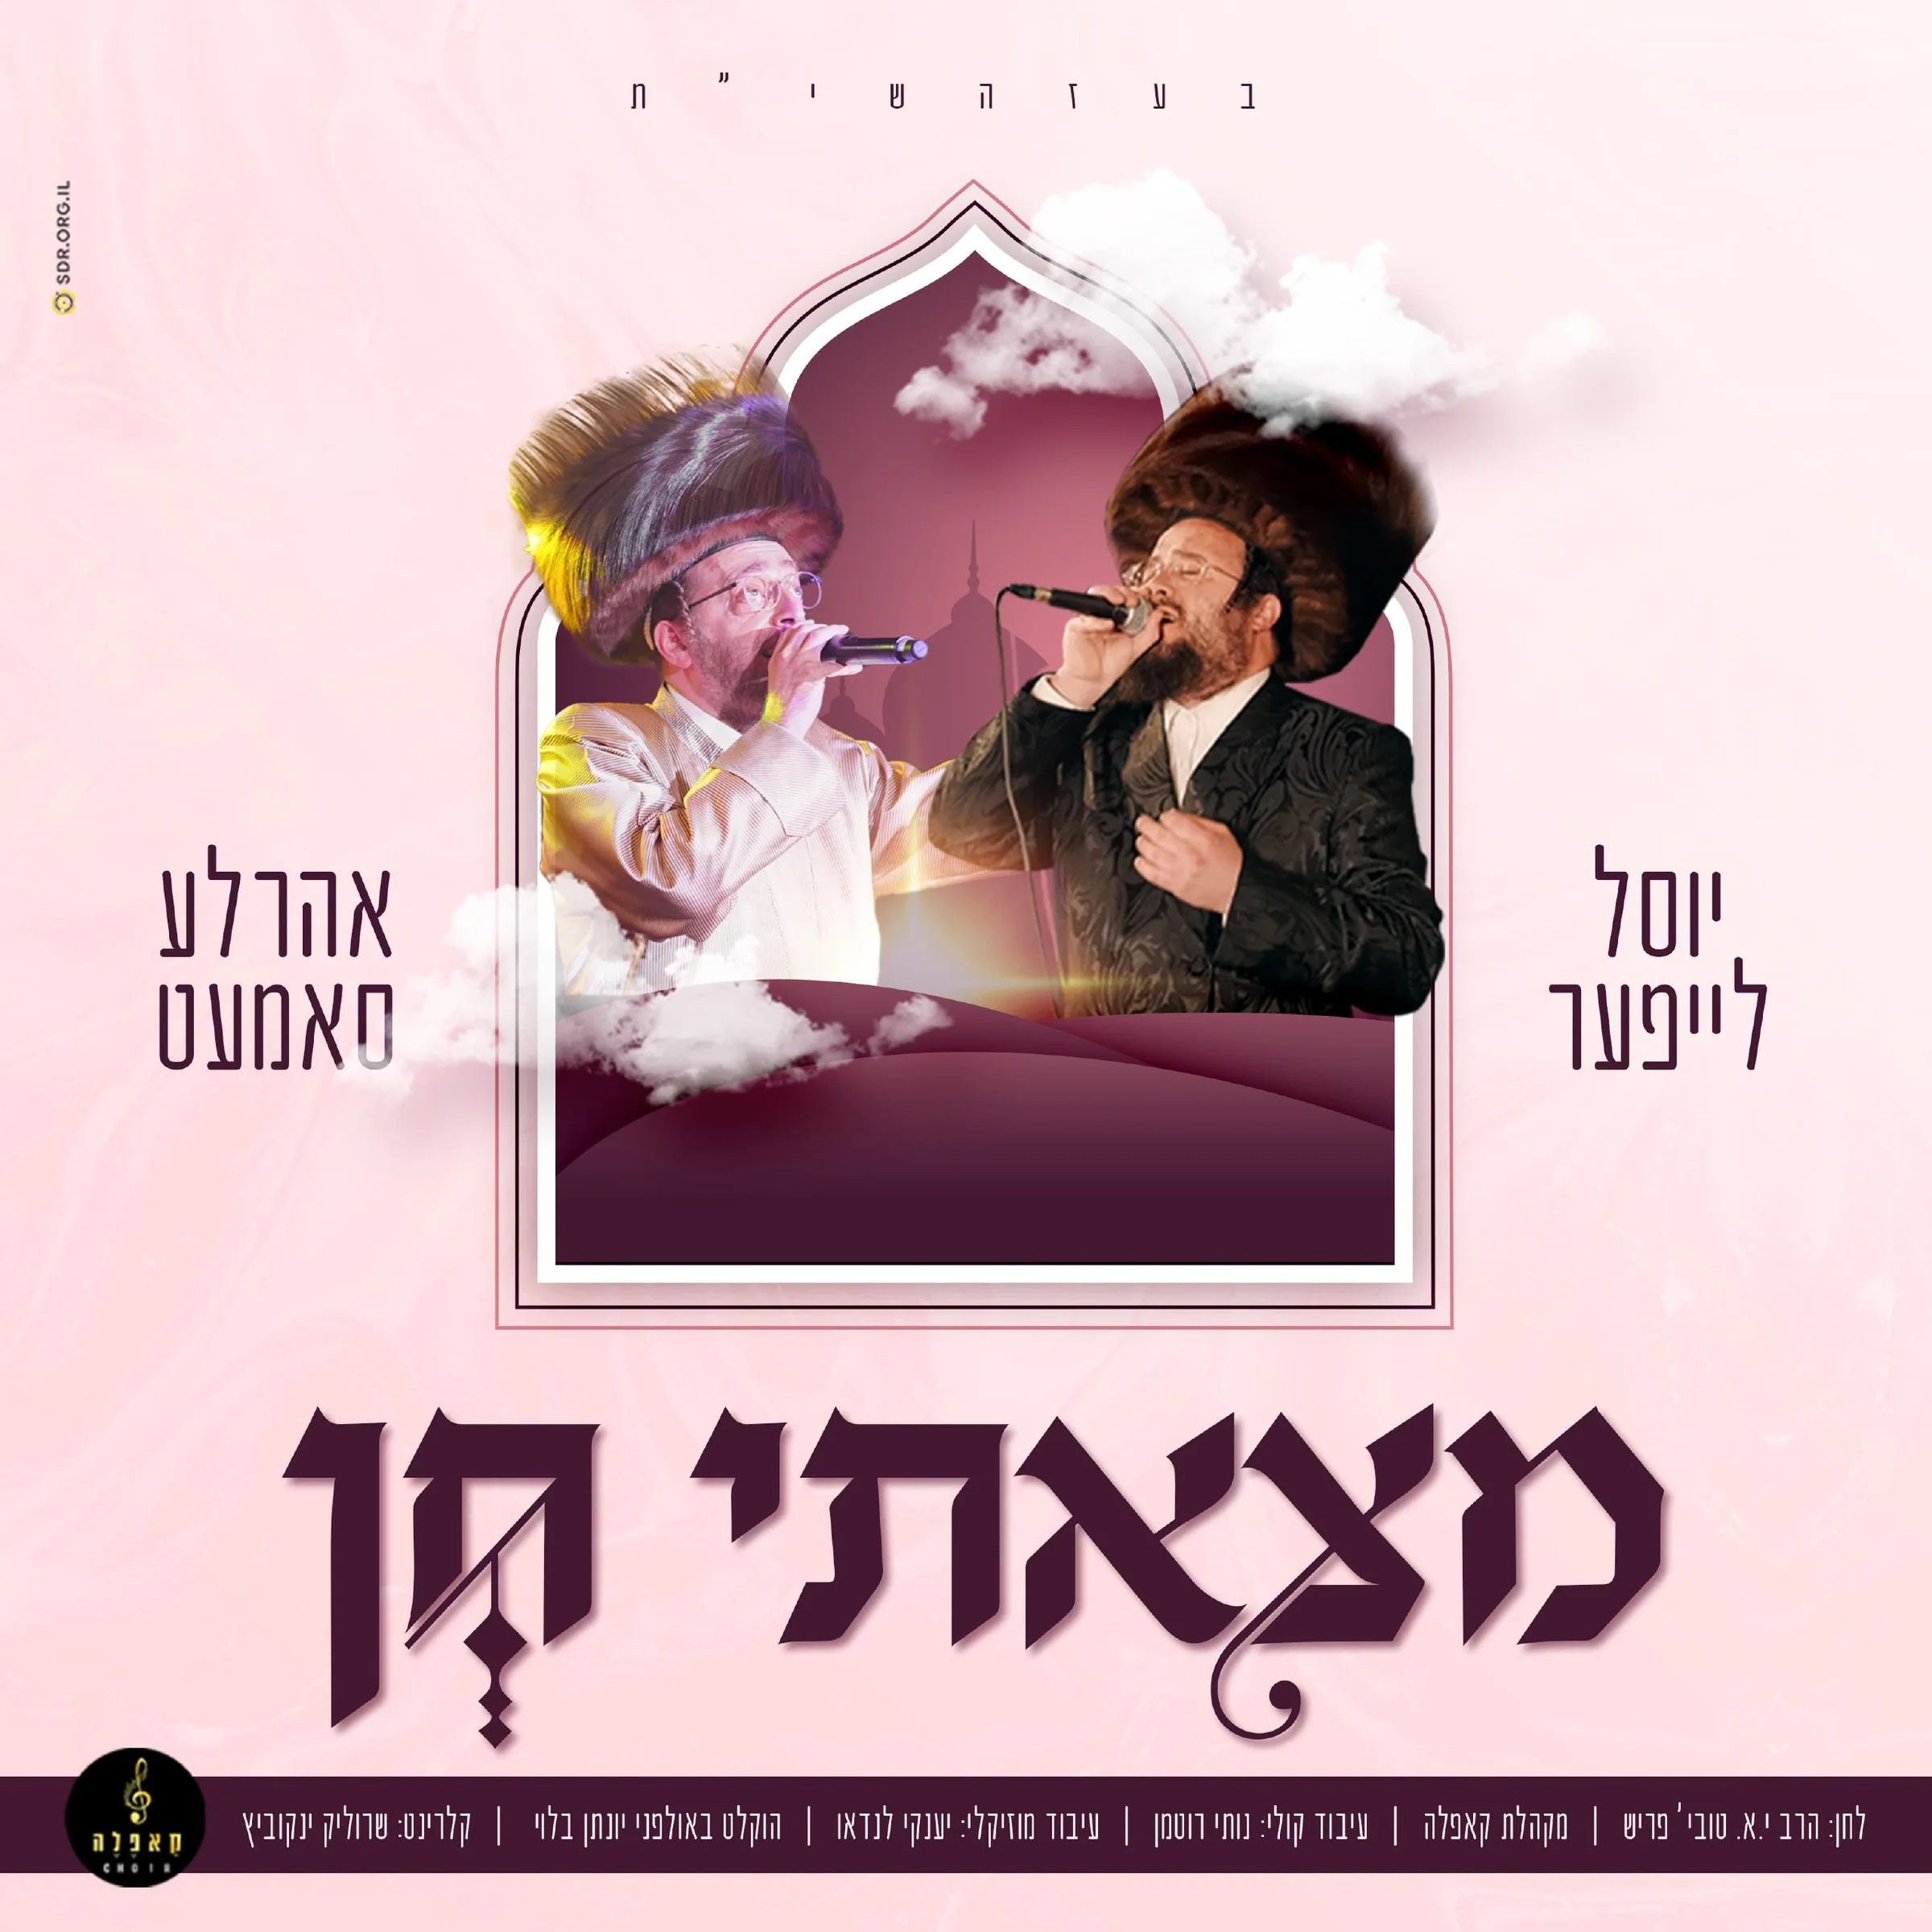 בעזהשי"ת
SDR.ORG.IL
יוסל
לייפער
אהרלע
סאמעט
מצאתי חן
לחן: הרב י.א. טובי' פריש | מקהלת קאפלה | עיבוד קולי: נותי רוטמן | עיבוד מוזיקלי: יענקי לנדאו | הוקלט באולפני יונתן בלוי | קלרינט: שרוליק ינקוביץ
קאפלה
CHOIR